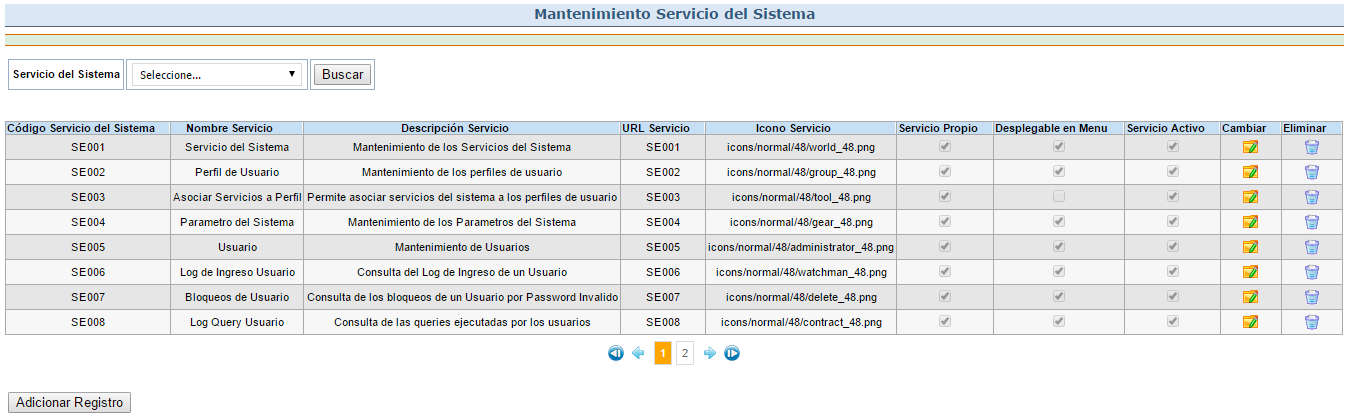 Mantenimiento Servicio del Sistema
Servicio del Sistema Seleccione... Buscar
Código Servicio del Sistema Nombre Servicio Descripción Servicio URL Servicio Icono Servicio Servicio Propio Desplegable en Menu Servicio Activo Cambiar Eliminar
SE001 Servicio del Sistema Mantenimiento de los Servicios del Sistema SE001 icons/normal/48/world_48.png
SE002 Perfil de Usuario Mantenimiento de los perfiles de usuario SE002 icons/normal/48/group_48.png
SE003 Asociar Servicios a Perfil Permite asociar servicios del sistema a los perfiles de usuario SE003 icons/normal/48/tool_48.png
SE004 Parametro del Sistema Mantenimiento de los Parametros del Sistema SE004 icons/normal/48/gear_48.png
SE005 Usuario Mantenimiento de Usuarios SE005 icons/normal/48/administrator_48.png
SE006 Log de Ingreso Usuario Consulta del Log de Ingreso de un Usuario SE006 icons/normal/48/watchman_48.png
SE007 Bloqueos de Usuario Consulta de los bloqueos de un Usuario por Password Invalido SE007 icons/normal/48/delete_48.png
SE008 Log Query Usuario Consulta de las queries ejecutadas por los usuarios SE008 icons/normal/48/contract_48.png
1 2
Adicionar Registro